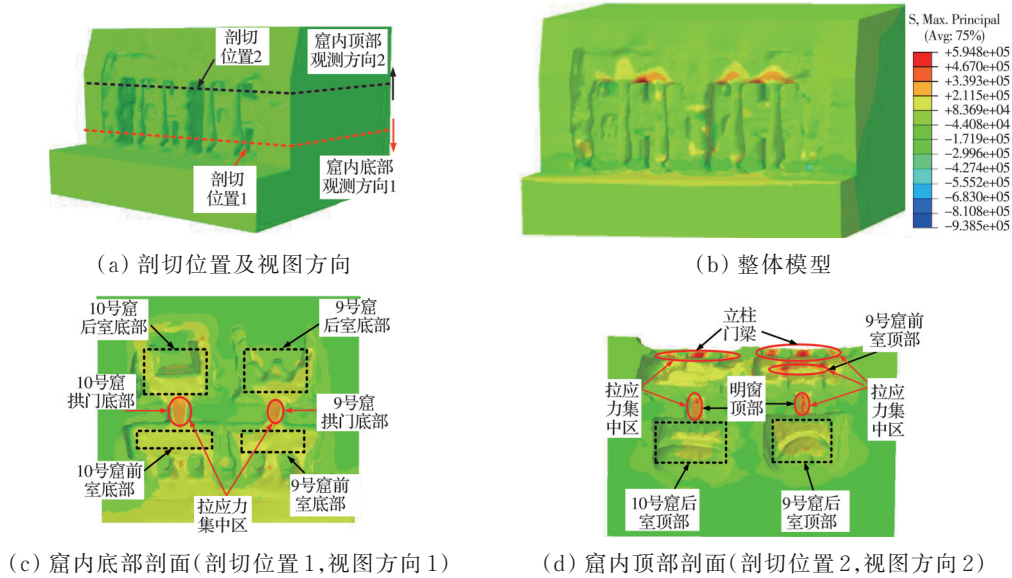 剖切
位置2
窟内顶部
观测方向2
剖切
位置1
窟内底部
观测方向1
(a) 剖切位置及视图方向
S, Max. Principal
(Avg: 75%)
+5.948e+05
+4.670e+05
+3.393e+05
+2.115e+05
+8.369e+04
−4.408e+04
−1.719e+05
−2.996e+05
−4.274e+05
−5.552e+05
−6.830e+05
−8.108e+05
−9.385e+05
(b) 整体模型
10号窟
后室底部
9号窟
后室底部
10号窟
拱门底部
9号窟
拱门底部
10号窟前
室底部
9号窟前
室底部
拉应力
集中区
(c) 窟内底部剖面(剖切位置1,视图方向1)
立柱
门梁
9号窟前
室顶部
拉应
力集
中区
明窗
顶部
拉应
力集
中区
10号窟后
室顶部
9号窟后
室顶部
(d) 窟内顶部剖面(剖切位置2,视图方向2)